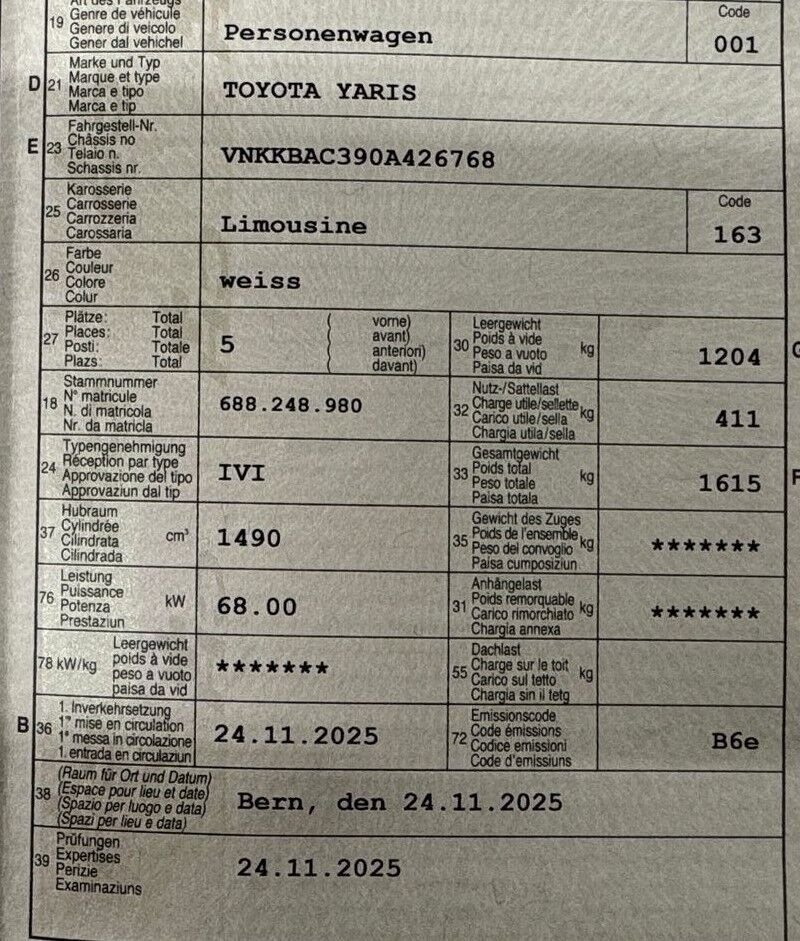 Art des Fahrzeugs
19 Genre de véhicule
Genere di veicolo
Gener dal vehichel
Personenwagen
Code
001
D 21 Marke und Typ
Marque et type
Marca e tipo
Marca e tip
TOYOTA YARIS
E 23 Fahrgestell-Nr.
Châssis no
Telaio n.
Schassis nr.
VNKKBAC390A426768
25 Karosserie
Carrosserie
Carrozzeria
Carossaria
Limousine
Code
163
26 Farbe
Couleur
Colore
Colur
weiss
27 Plätze: Total
Places: Total
Posti: Totale
Plazs: Total
5
( vorne)
( avant)
( anteriori)
( davant)
30 Leergewicht
Poids à vide
Peso a vuoto
Paisa da vid
kg
1204
G
18 Stammnummer
N° matricule
N. di matricola
Nr. da matricla
688.248.980
32 Nutz-/Sattellast
Charge utile/sellette
Carico utile/sella
Chargia utila/sella
kg
411
24 Typengenehmigung
Réception par type
Approvazione del tipo
Approvaziun dal tip
IVI
33 Gesamtgewicht
Poids total
Peso totale
Paisa totala
kg
1615
F
37 Hubraum
Cylindrée
Cilindrata
Cilindrada
cm³
1490
35 Gewicht des Zuges
Poids de l'ensemble
Peso del convoglio
Paisa cumposiziun
kg
*******
76 Leistung
Puissance
Potenza
Prestaziun
kW
68.00
31 Anhängelast
Poids remorquable
Carico rimorchiato
Chargia annexa
kg
*******
78 kW/kg
Leergewicht
poids à vide
peso a vuoto
paisa da vid
*******
55 Dachlast
Charge sur le toit
Carico sul tetto
Chargia sin il tetg
kg
B 36 1. Inverkehrsetzung
1re mise en circulation
1a messa in circolazione
1. entrada en circulaziun
24.11.2025
72 Emissionscode
Code émissions
Codice emissioni
Code d'emissiuns
B6e
38 (Raum für Ort und Datum)
(Espace pour lieu et date)
(Spazio per luogo e data)
(Spazi per lieu e data)
Bern, den 24.11.2025
39 Prüfungen
Expertises
Perizie
Examinaziuns
24.11.2025